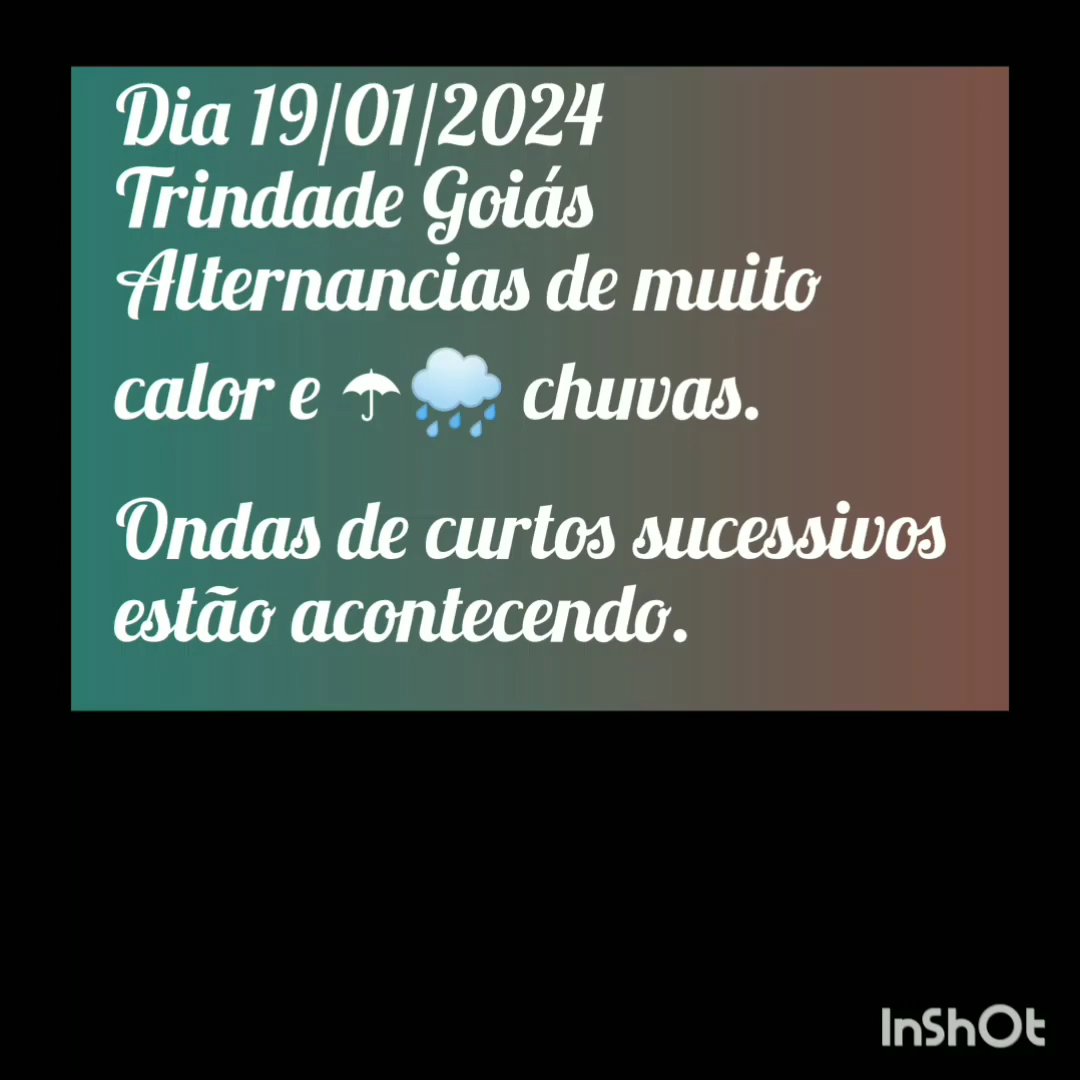 Dia 19/01/2024
Trindade Goiás
Alternancias de muito
calor e ☂🌧 chuvas.
Ondas de curtos sucessivos
estão acontecendo.
InShOt